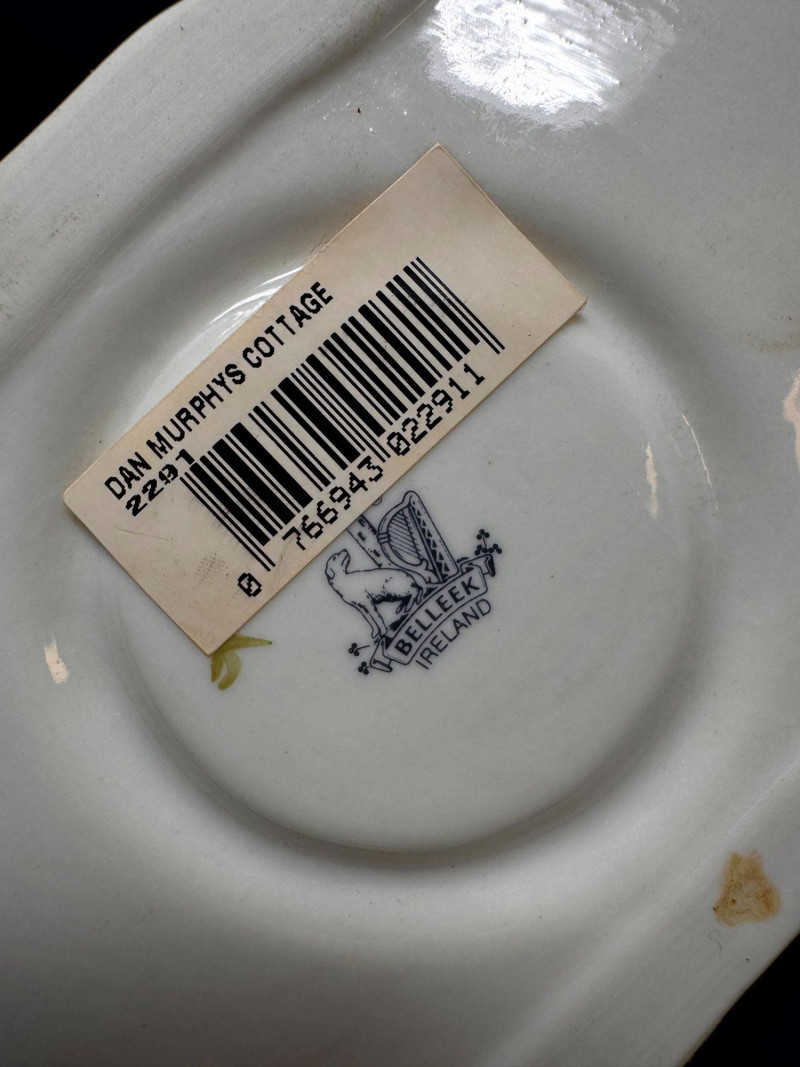 DAN MURPHYS COTTAGE
2291
0 766943 022911
BELLEEK
IRELAND